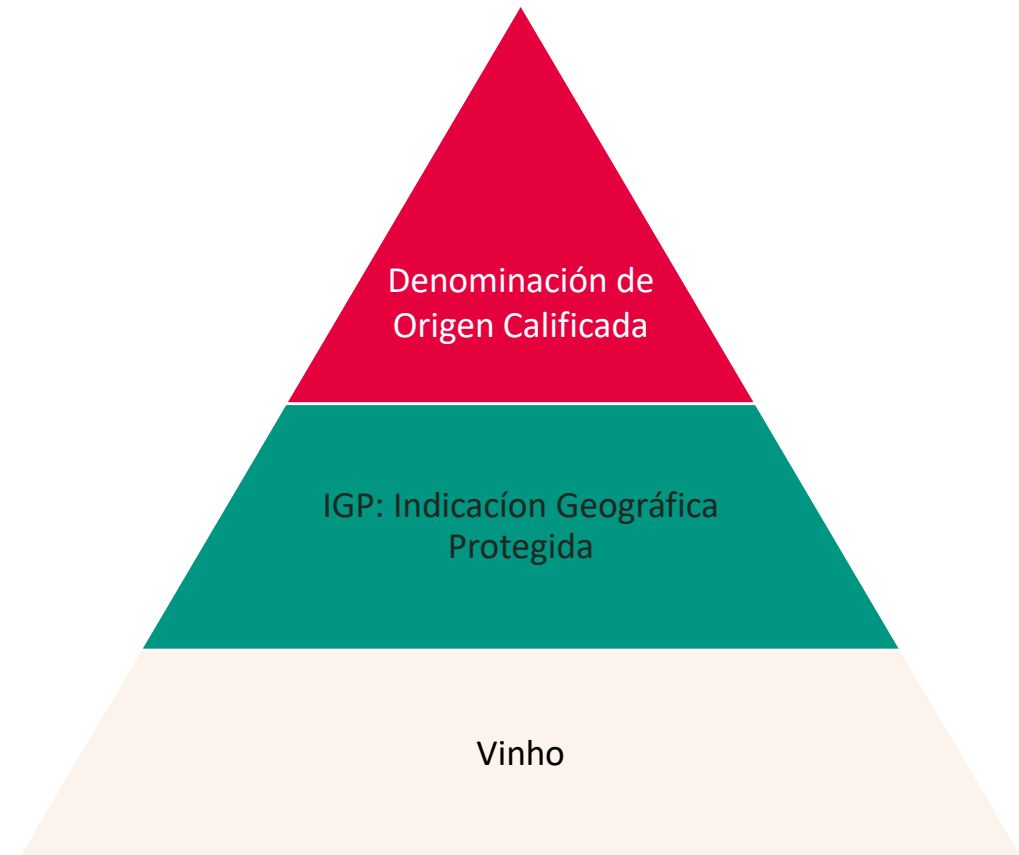 Denominación de
Origen Calificada
IGP: Indicacíon Geográfica
Protegida
Vinho